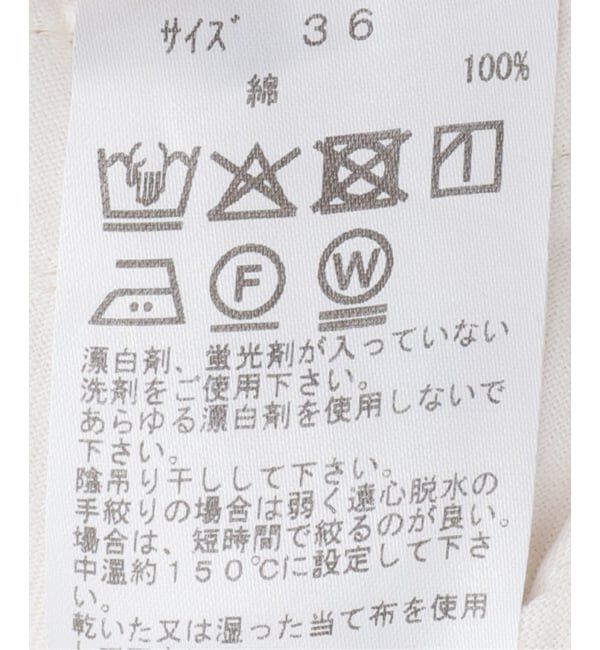 サイズ 36
綿 100%
F W
漂白剤、蛍光剤が入っていない
洗剤をご使用下さい。
あらゆる漂白剤を使用しないで
下さい。
陰吊り干しして下さい。
手絞りの場合は弱く遠心脱水の
場合は、短時間で絞るのが良い。
中温約150℃に設定して下さ
い。
乾いた又は湿った当て布を使用